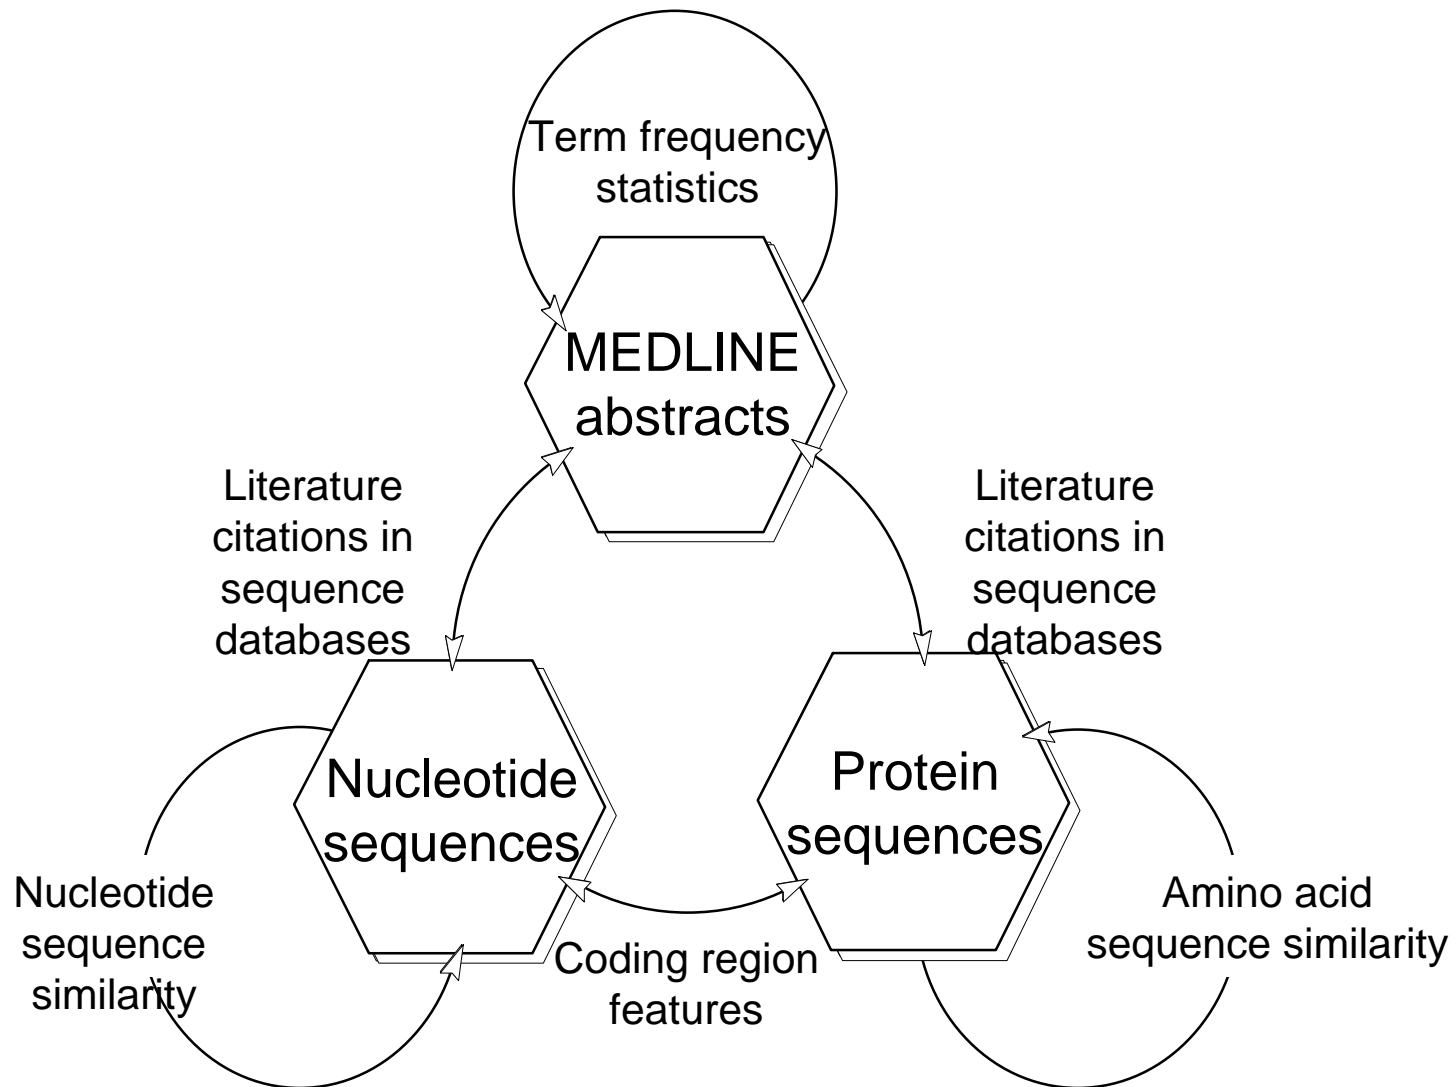 Term frequency
statistics
MEDLINE
abstracts
Literature
citations in
sequence
databases
Literature
citations in
sequence
databases
Nucleotide
sequences
Protein
sequences
Nucleotide
sequence
similarity
Coding region
features
Amino acid
sequence similarity